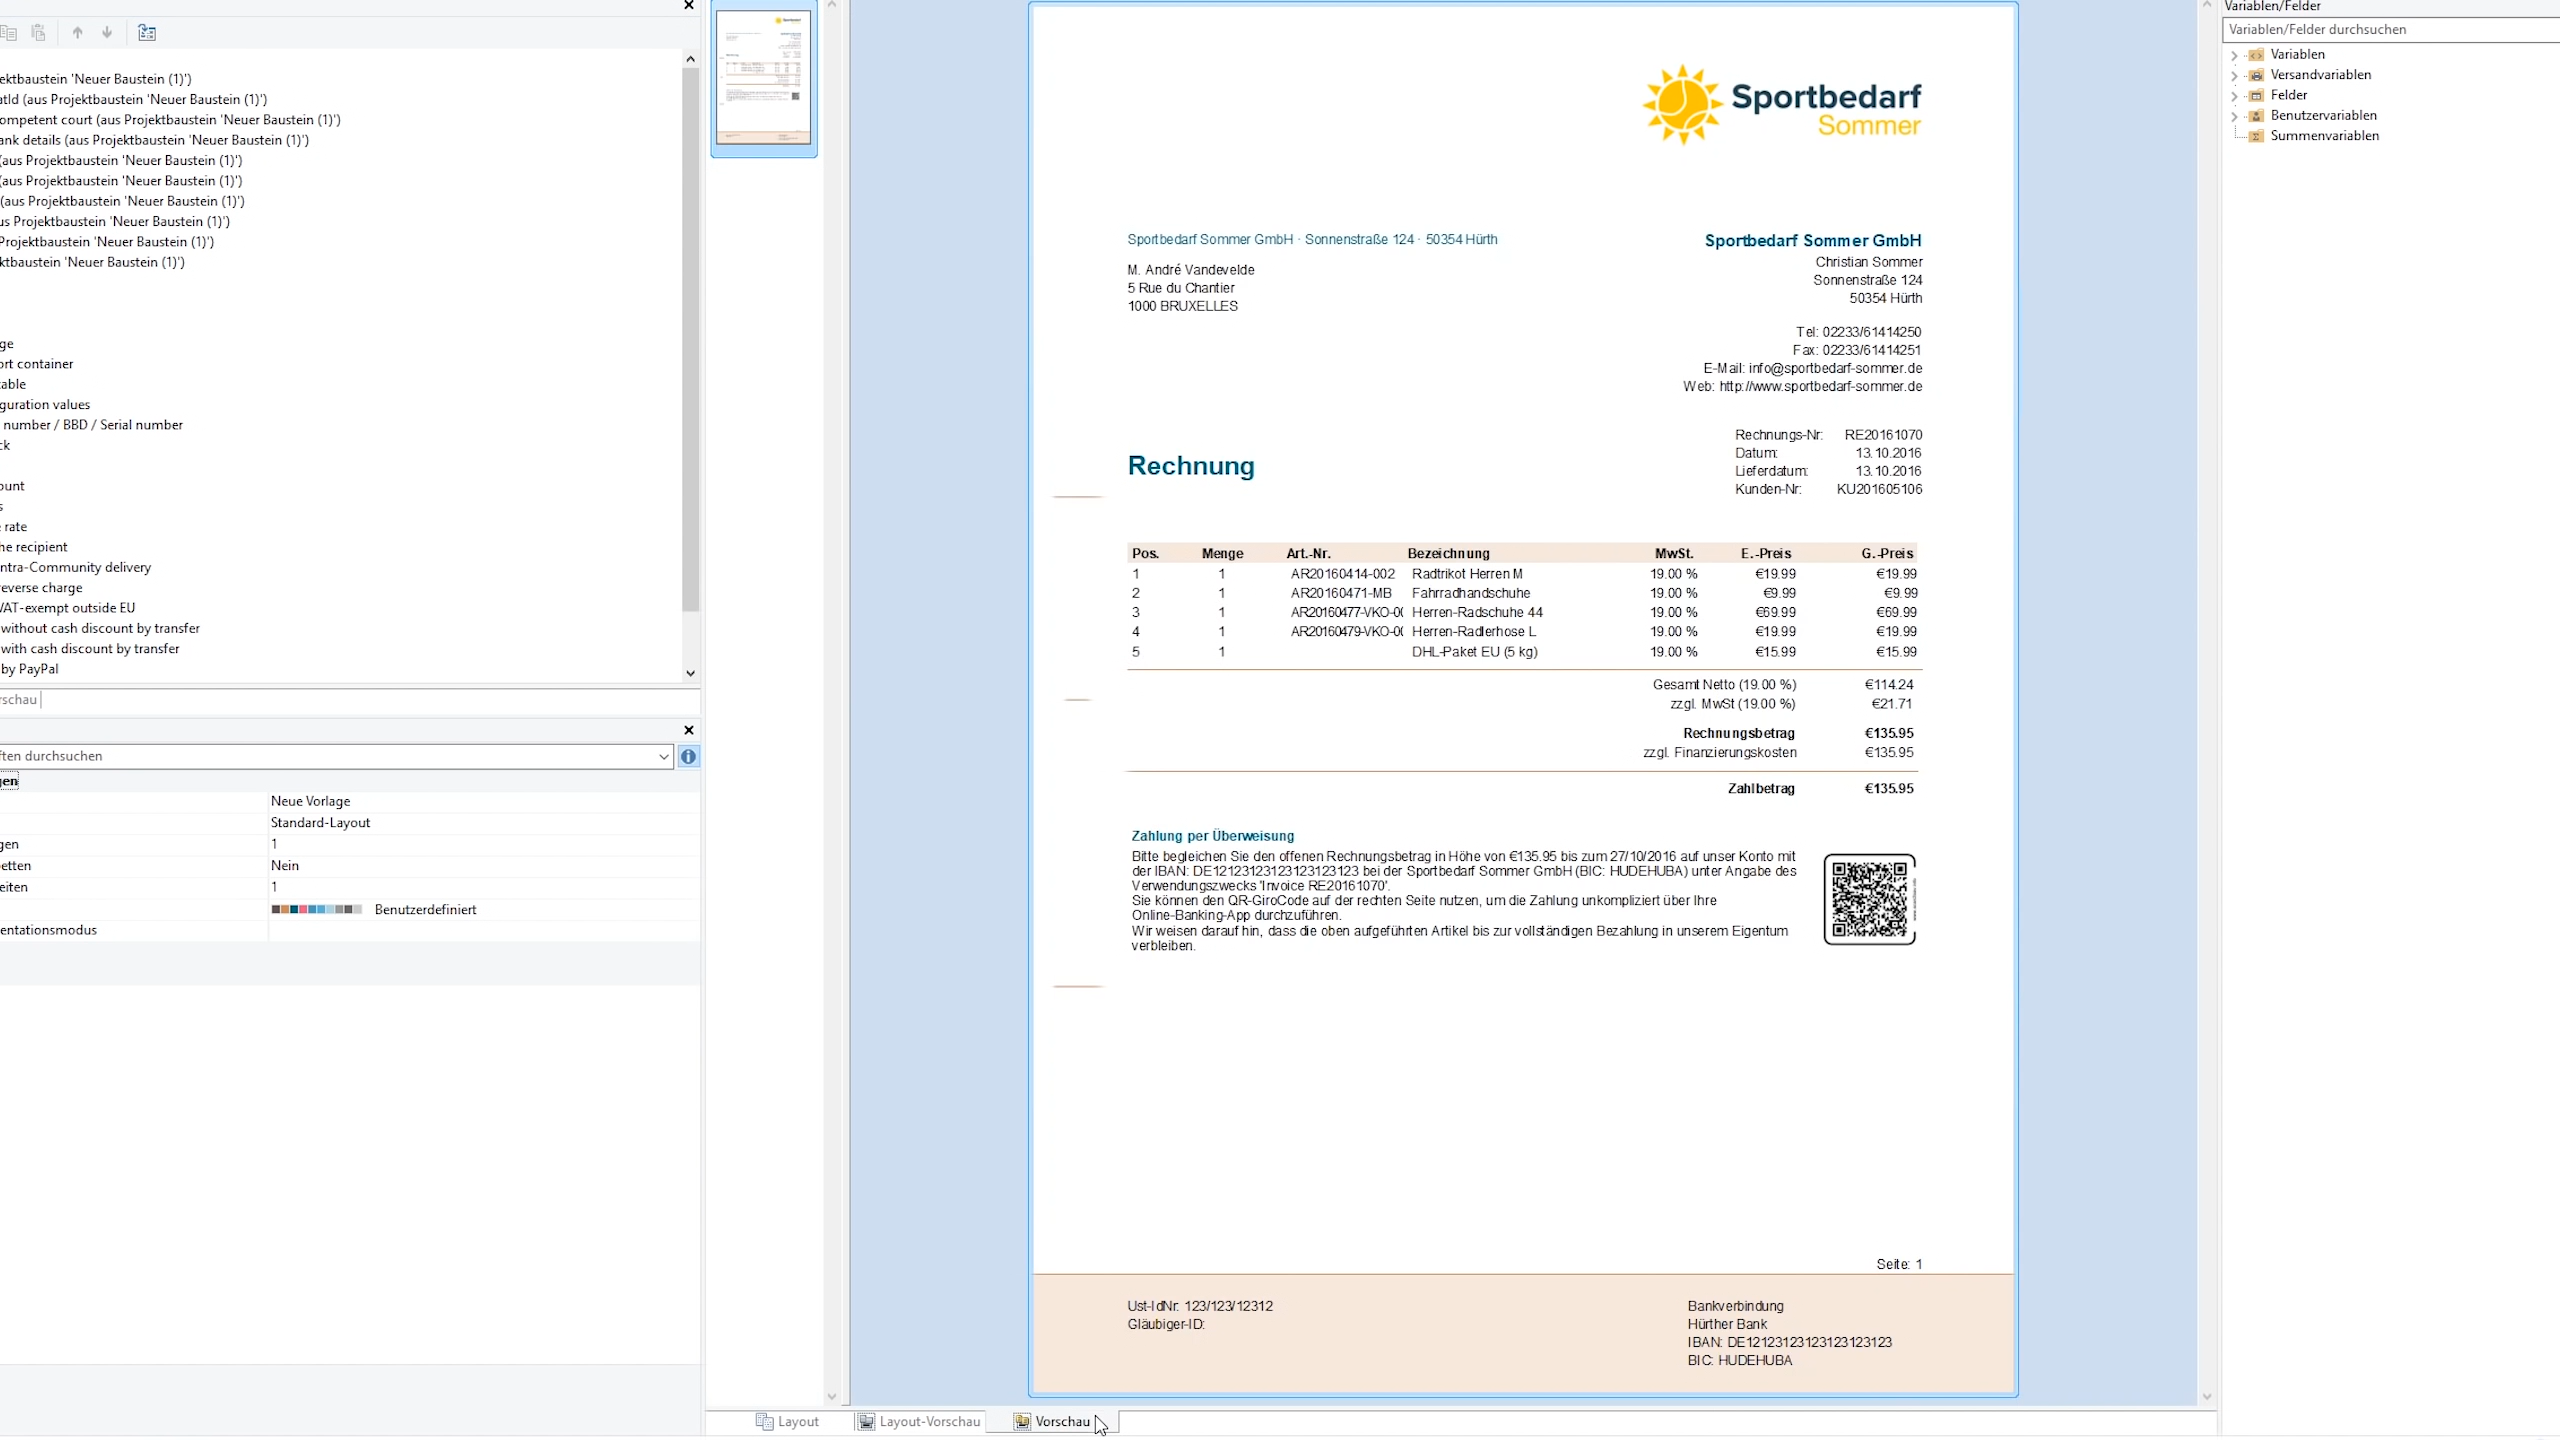 ektbaustein 'Neuer Baustein (1)')
atId (aus Projektbaustein 'Neuer Baustein (1)')
ompetent court (aus Projektbaustein 'Neuer Baustein (1)')
ank details (aus Projektbaustein 'Neuer Baustein (1)')
(aus Projektbaustein 'Neuer Baustein (1)')
(aus Projektbaustein 'Neuer Baustein (1)')
(aus Projektbaustein 'Neuer Baustein (1)')
us Projektbaustein 'Neuer Baustein (1)')
Projektbaustein 'Neuer Baustein (1)')
ktbaustein 'Neuer Baustein (1)')
ge
ort container
table
guration values
number / BBD / Serial number
ck
ount
s
rate
he recipient
ntra-Community delivery
reverse charge
VAT-exempt outside EU
without cash discount by transfer
with cash discount by transfer
by PayPal
rschau
ften durchsuchen
gen
Neue Vorlage
Standard-Layout
gen 1
etten Nein
eiten 1
Benutzerdefiniert
entationsmodus
Sportbedarf
Sommer
Sportbedarf Sommer GmbH · Sonnenstraße 124 · 50354 Hürth
M. André Vandevelde
5 Rue du Chantier
1000 BRUXELLES
Sportbedarf Sommer GmbH
Christian Sommer
Sonnenstraße 124
50354 Hürth
Tel: 02233/61414250
Fax: 02233/61414251
E-Mail: info@sportbedarf-sommer.de
Web: http://www.sportbedarf-sommer.de
Rechnungs-Nr: RE20161070
Datum: 13.10.2016
Lieferdatum: 13.10.2016
Kunden-Nr: KU201605106
Rechnung
Pos. Menge Art.-Nr. Bezeichnung MwSt. E.-Preis G.-Preis
1 1 AR20160414-002 Radtrikot Herren M 19.00 % €19.99 €19.99
2 1 AR20160471-MB Fahrradhandschuhe 19.00 % €9.99 €9.99
3 1 AR20160477-VKO-0( Herren-Radschuhe 44 19.00 % €69.99 €69.99
4 1 AR20160479-VKO-0( Herren-Radlerhose L 19.00 % €19.99 €19.99
5 1 DHL-Paket EU (5 kg) 19.00 % €15.99 €15.99
Gesamt Netto (19.00 %) €114.24
zzgl. MwSt (19.00 %) €21.71
Rechnungsbetrag €135.95
zzgl. Finanzierungskosten €135.95
Zahlbetrag €135.95
Zahlung per Überweisung
Bitte begleichen Sie den offenen Rechnungsbetrag in Höhe von €135.95 bis zum 27/10/2016 auf unser Konto mit
der IBAN: DE12123123123123123123 bei der Sportbedarf Sommer GmbH (BIC: HUDEHUBA) unter Angabe des
Verwendungszwecks 'Invoice RE20161070'.
Sie können den QR-GiroCode auf der rechten Seite nutzen, um die Zahlung unkompliziert über Ihre
Online-Banking-App durchzuführen.
Wir weisen darauf hin, dass die oben aufgeführten Artikel bis zur vollständigen Bezahlung in unserem Eigentum
verbleiben.
Seite: 1
Ust-IdNr: 123/123/12312
Gläubiger-ID:
Bankverbindung
Hürther Bank
IBAN: DE12123123123123123123
BIC: HUDEHUBA
Layout
Layout-Vorschau
Vorschau
Variablen/Felder
Variablen/Felder durchsuchen
Variablen
Versandvariablen
Felder
Benutzervariablen
Summenvariablen